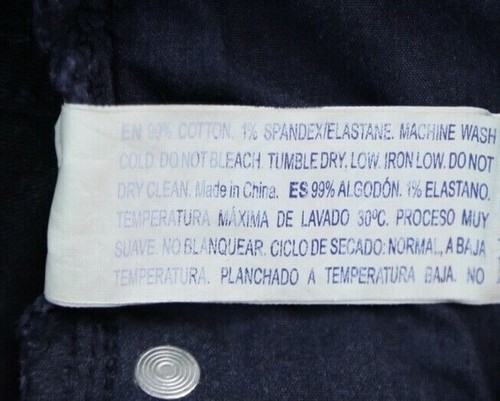 EN 99% COTTON. 1% SPANDEX/ELASTANE. MACHINE WASH
COLD. DO NOT BLEACH. TUMBLE DRY. LOW. IRON LOW. DO NOT
DRY CLEAN. Made in China. ES 99% ALGODÓN. 1% ELASTANO.
TEMPERATURA MÁXIMA DE LAVADO 30ºC. PROCESO MUY
SUAVE. NO BLANQUEAR. CICLO DE SECADO: NORMAL, A BAJA
TEMPERATURA. PLANCHADO A TEMPERATURA BAJA. NO